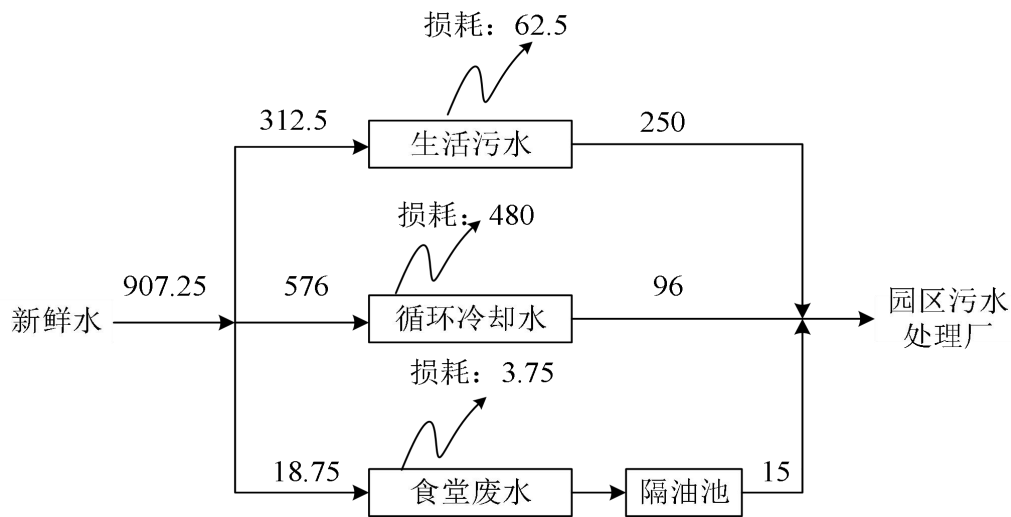 损耗：62.5
312.5
生活污水
250
损耗：480
907.25
576
96
新鲜水
循环冷却水
园区污水
处理厂
损耗：3.75
18.75
食堂废水
隔油池
15